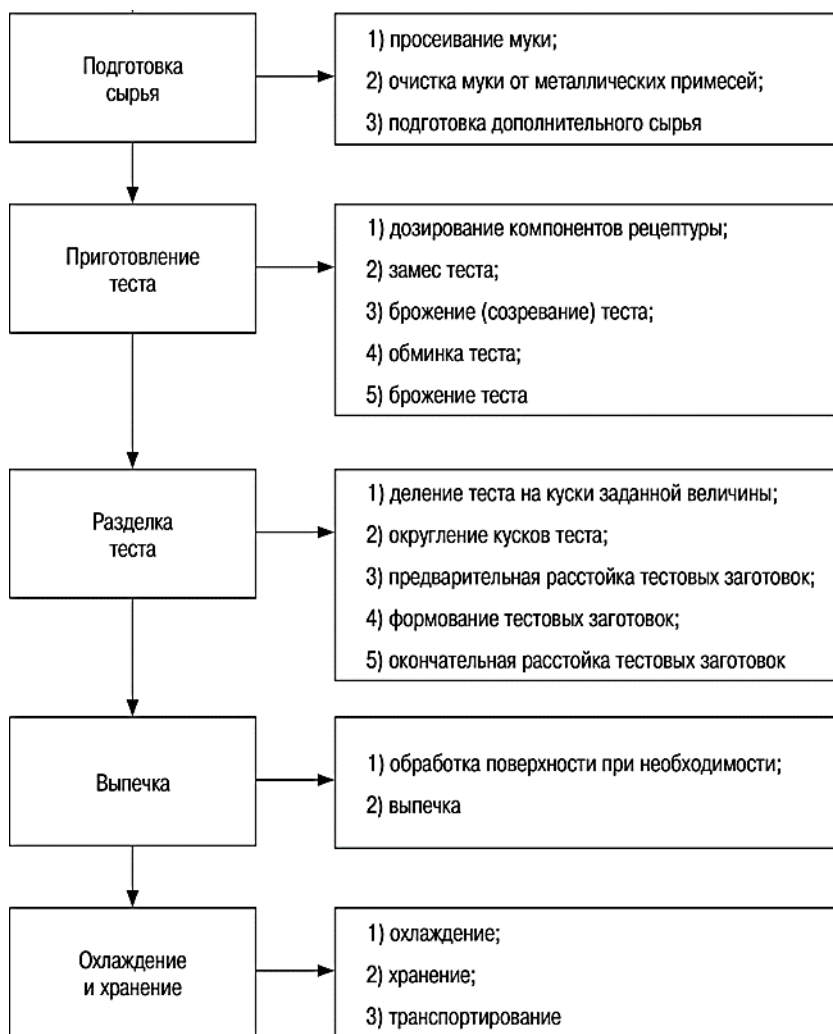 Подготовка
сырья
1) просеивание муки;
2) очистка муки от металлических примесей;
3) подготовка дополнительного сырья
Приготовление
теста
1) дозирование компонентов рецептуры;
2) замес теста;
3) брожение (созревание) теста;
4) обминка теста;
5) брожение теста
Разделка
теста
1) деление теста на куски заданной величины;
2) округление кусков теста;
3) предварительная расстойка тестовых заготовок;
4) формование тестовых заготовок;
5) окончательная расстойка тестовых заготовок
Выпечка
1) обработка поверхности при необходимости;
2) выпечка
Охлаждение
и хранение
1) охлаждение;
2) хранение;
3) транспортирование